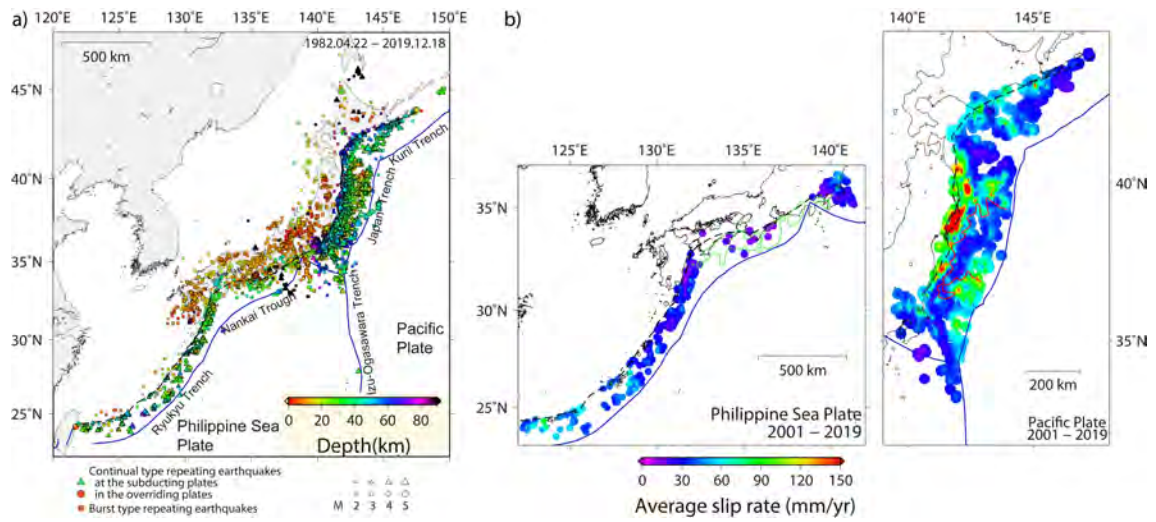 a)
120°E 125°E 130°E 135°E 140°E 145°E 150°E
500 km
1982.04.22 – 2019.12.18
45°N
40°N
35°N
30°N
25°N
Kuril Trench
Japan Trench
Izu-Ogasawara Trench
Nankai Trough
Ryukyu Trench
Pacific
Plate
Philippine Sea
Plate
0 20 40 60 80
Depth(km)
Continual type repeating earthquakes
at the subducting plates
in the overriding plates
Burst type repeating earthquakes
M 2 3 4 5
b)
125°E 130°E 135°E 140°E
35°N
30°N
25°N
500 km
Philippine Sea Plate
2001 – 2019
0 30 60 90 120 150
Average slip rate (mm/yr)
140°E 145°E
40°N
35°N
200 km
Pacific Plate
2001 – 2019